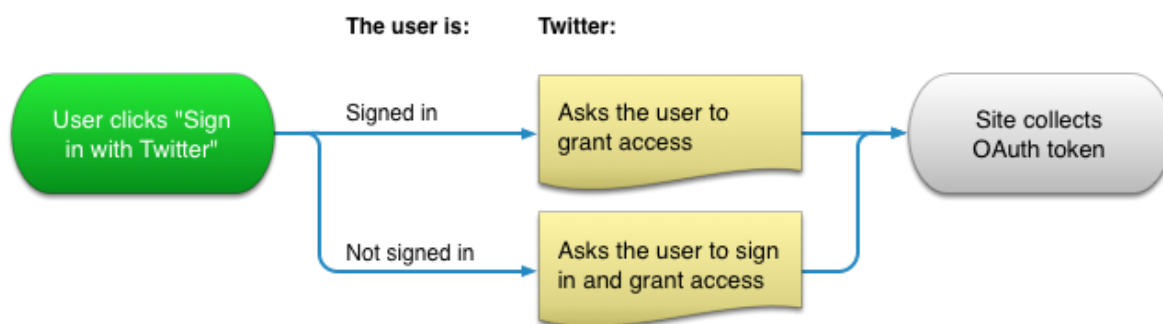 The user is:
Twitter:
User clicks "Sign
in with Twitter"
Signed in
Asks the user to
grant access
Site collects
OAuth token
Not signed in
Asks the user to sign
in and grant access